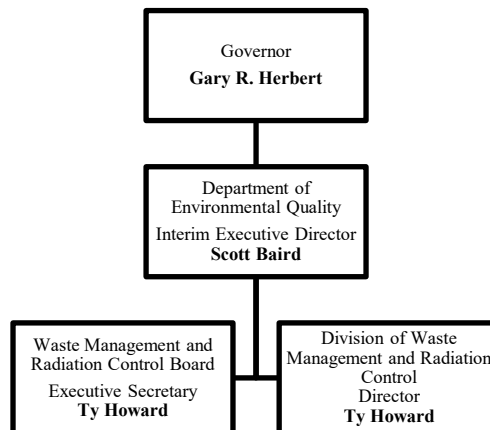 Governor
Gary R. Herbert
Department of
Environmental Quality
Interim Executive Director
Scott Baird
Waste Management and
Radiation Control Board
Executive Secretary
Ty Howard
Division of Waste
Management and Radiation
Control
Director
Ty Howard